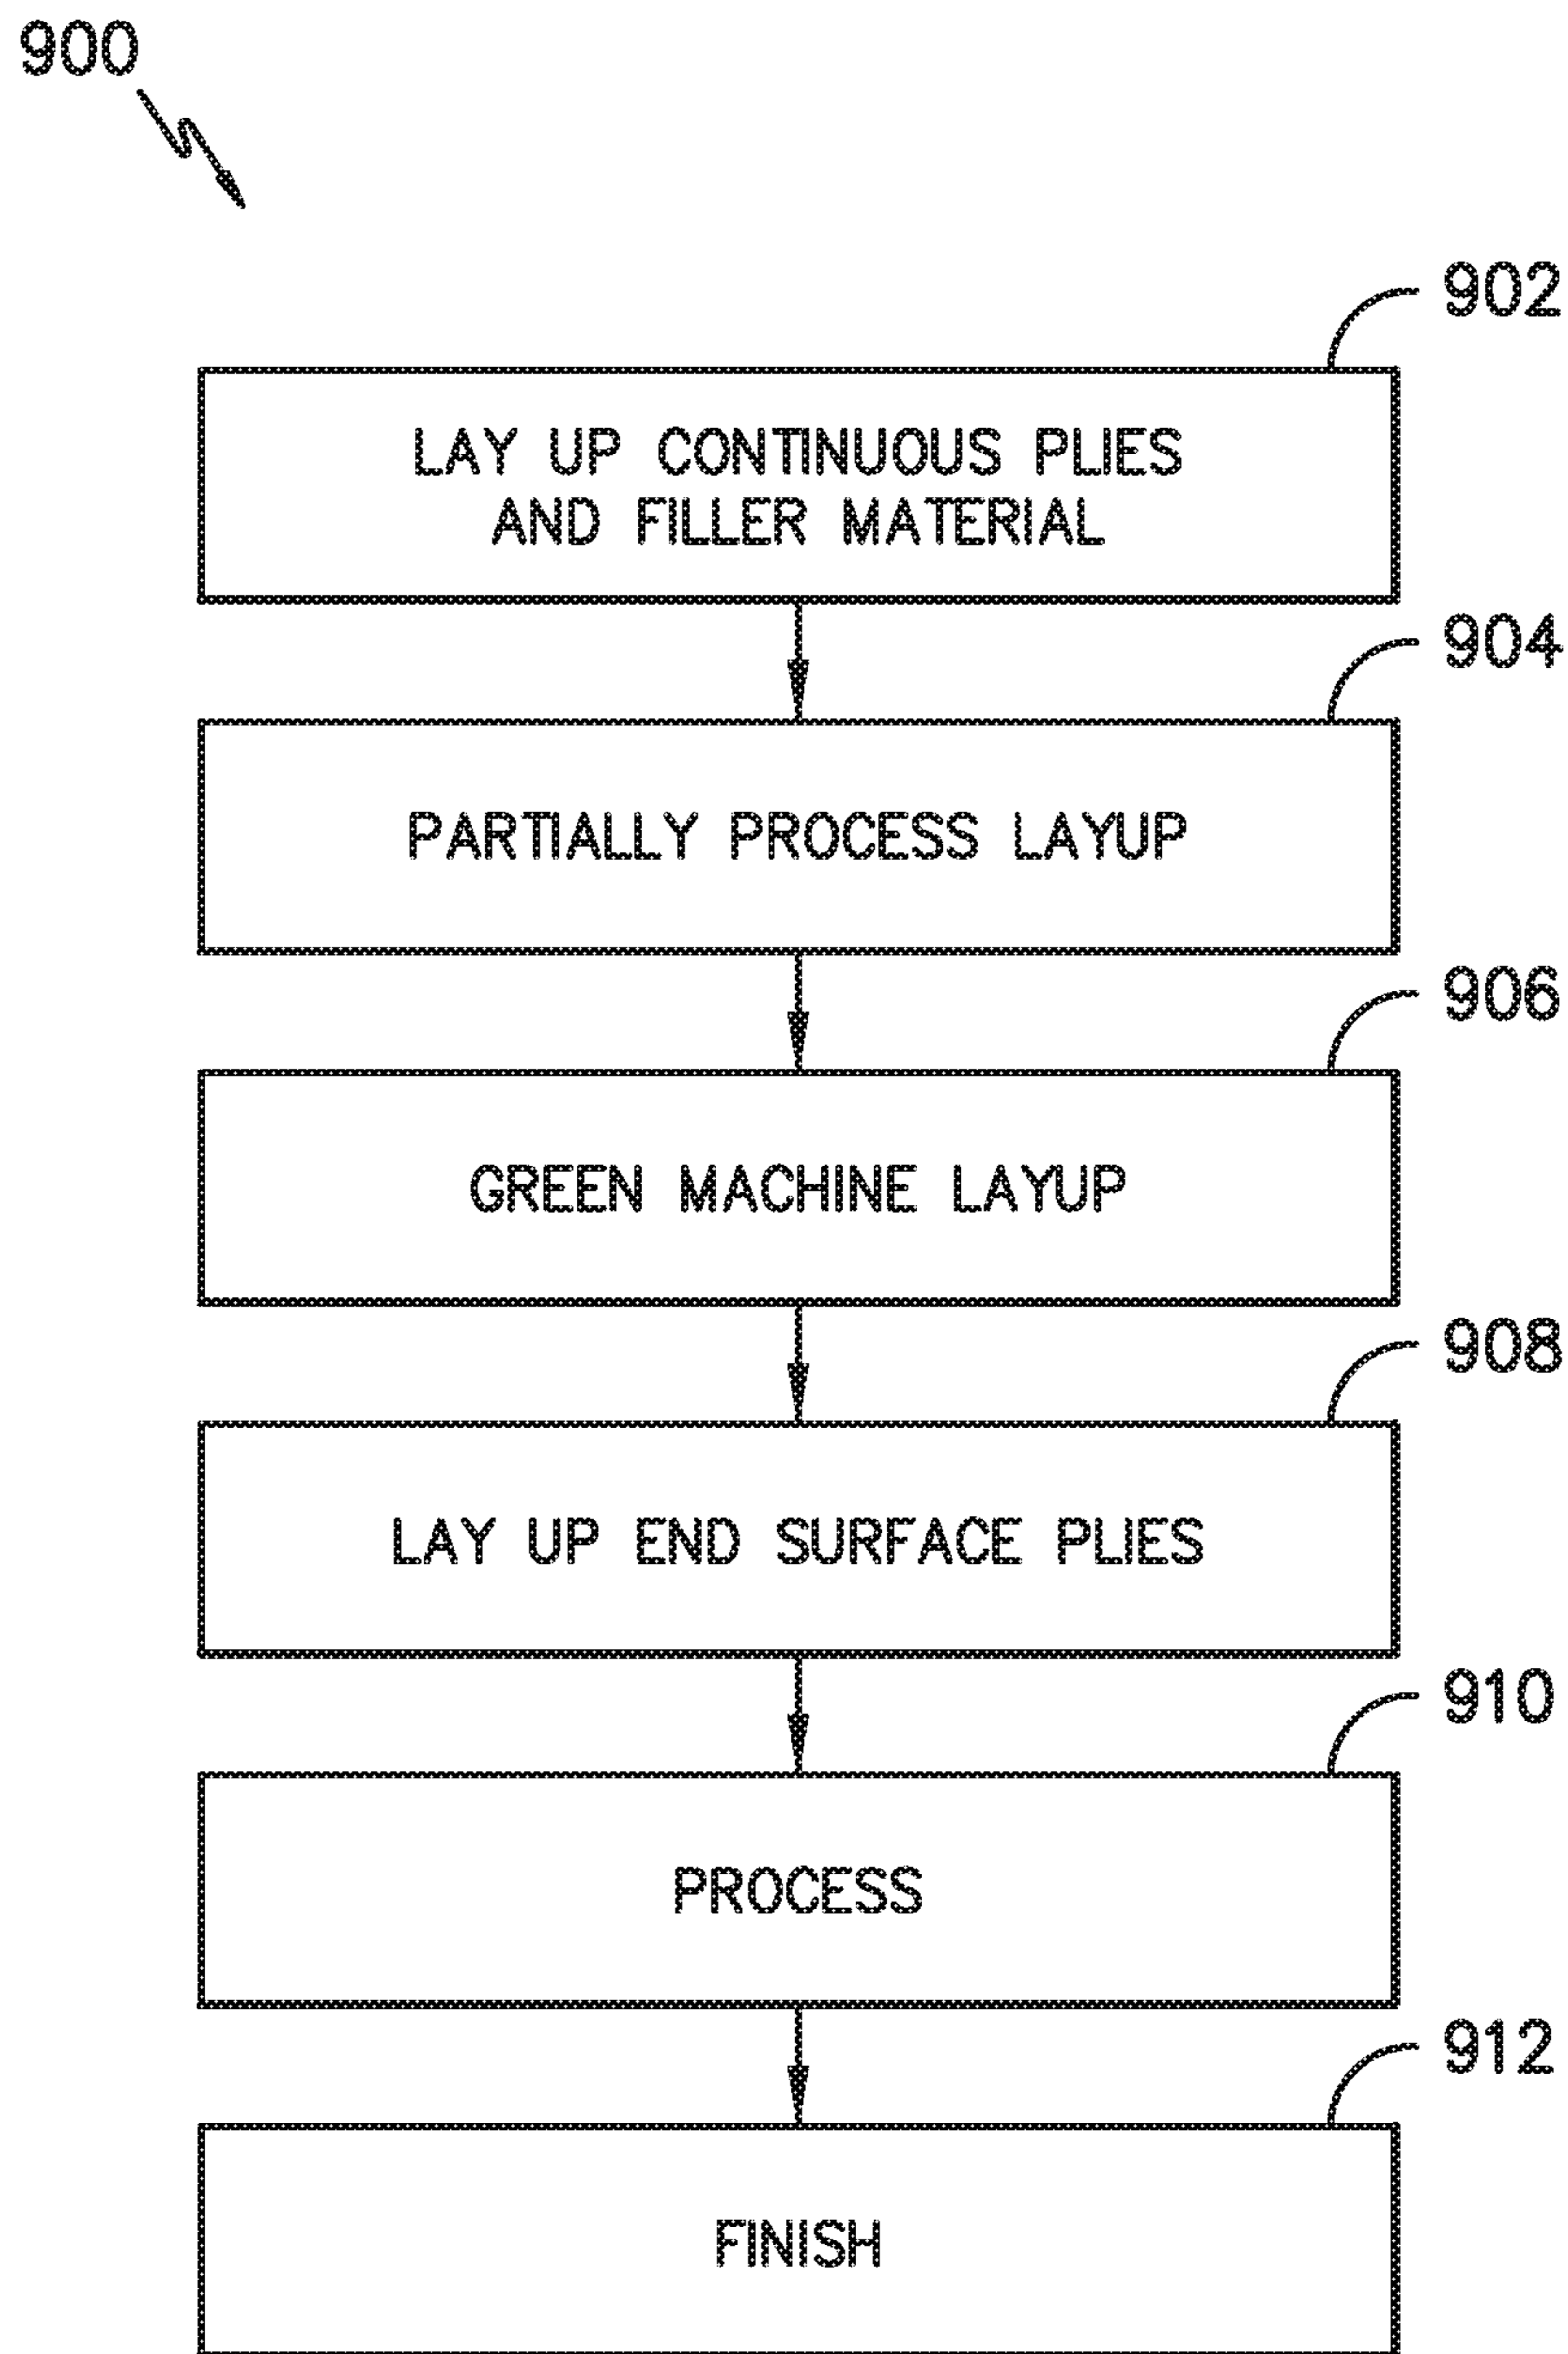 900
902
LAY UP CONTINUOUS PLIES
AND FILLER MATERIAL
904
PARTIALLY PROCESS LAYUP
906
GREEN MACHINE LAYUP
908
LAY UP END SURFACE PLIES
910
PROCESS
912
FINISH